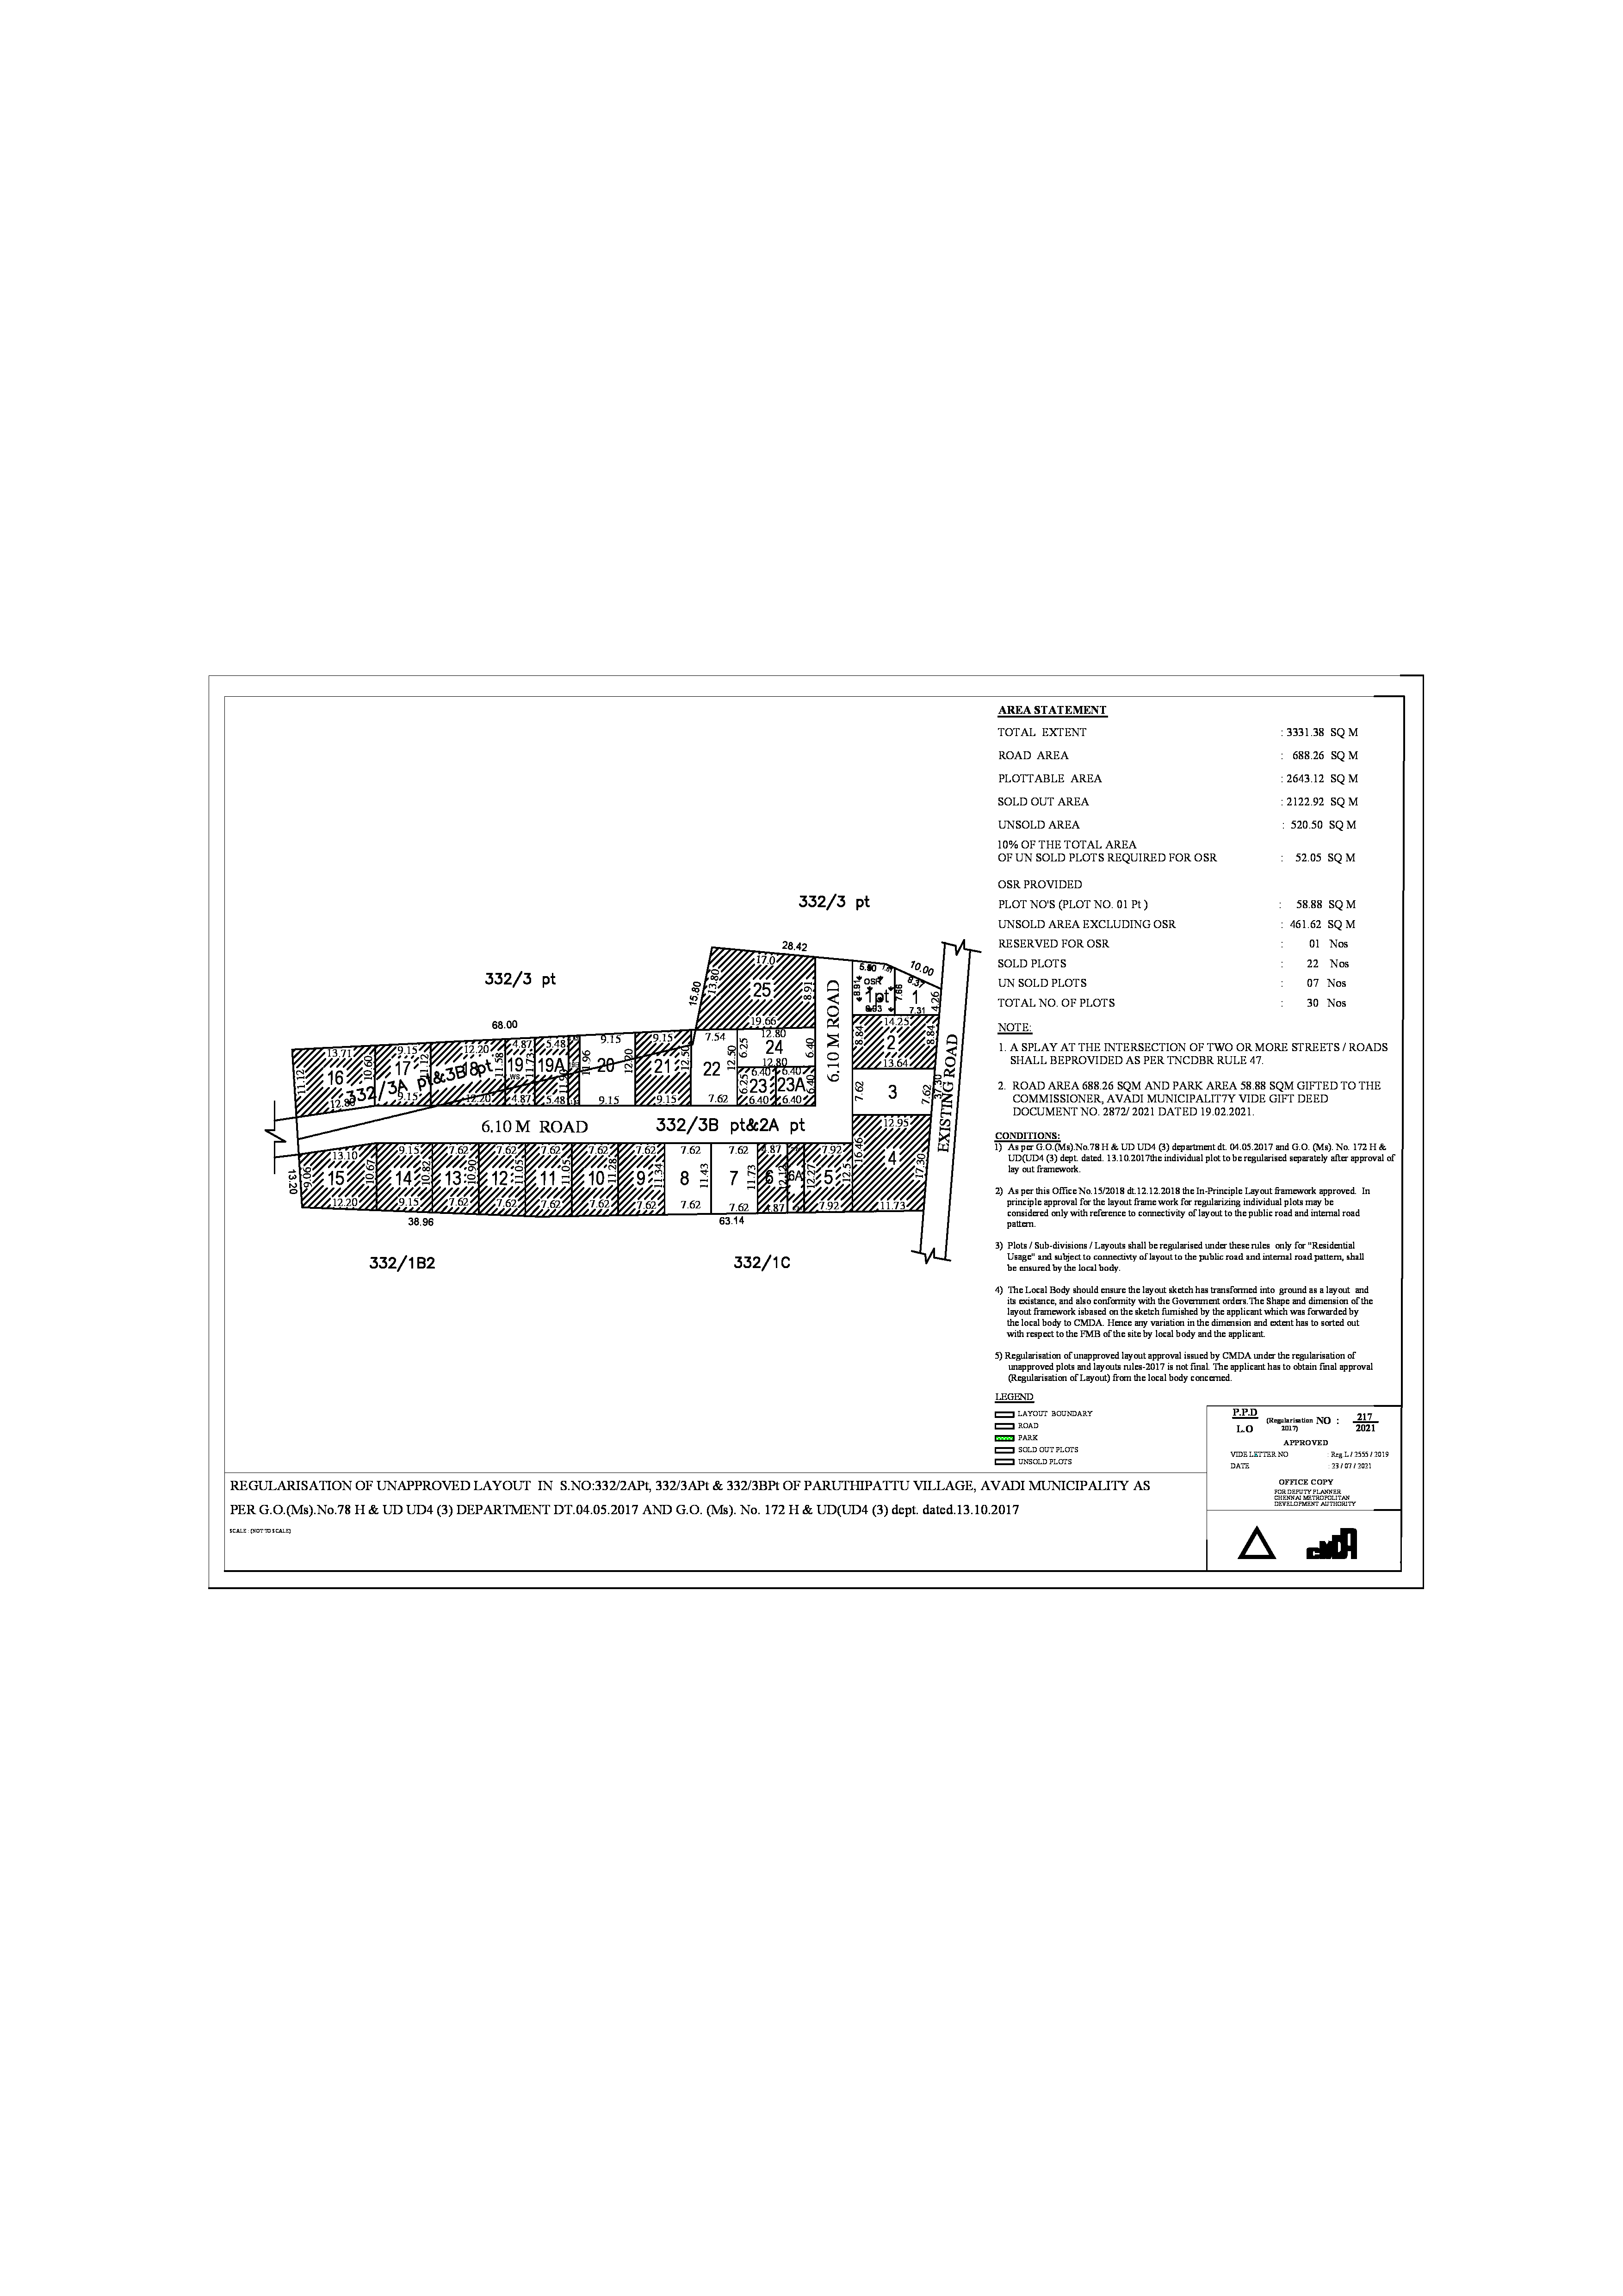 AREA STATEMENT
TOTAL EXTENT : 3331.38 SQ M
ROAD AREA : 688.26 SQ M
PLOTTABLE AREA : 2643.12 SQ M
SOLD OUT AREA : 2122.92 SQ M
UNSOLD AREA : 520.50 SQ M
10% OF THE TOTAL AREA
OF UN SOLD PLOTS REQUIRED FOR OSR : 52.05 SQ M
OSR PROVIDED
PLOT NO'S (PLOT NO. 01 Pt ) : 58.88 SQ M
UNSOLD AREA EXCLUDING OSR : 461.62 SQ M
RESERVED FOR OSR : 01 Nos
SOLD PLOTS : 22 Nos
UN SOLD PLOTS : 07 Nos
TOTAL NO. OF PLOTS : 30 Nos
NOTE:
1. A SPLAY AT THE INTERSECTION OF TWO OR MORE STREETS / ROADS
SHALL BEPROVIDED AS PER TNCDBR RULE 47.
2. ROAD AREA 688.26 SQM AND PARK AREA 58.88 SQM GIFTED TO THE
COMMISSIONER, AVADI MUNICIPALIT7Y VIDE GIFT DEED
DOCUMENT NO. 2872/ 2021 DATED 19.02.2021.
CONDITIONS:
1) As per G.O.(Ms).No.78 H & UD UD4 (3) department dt. 04.05.2017 and G.O. (Ms). No. 172 H &
UD(UD4 (3) dept. dated. 13.10.2017the individual plot to be regularised separately after approval of
lay out framework.
2) As per this Office No.15/2018 dt.12.12.2018 the In-Principle Layout framework approved. In
principle approval for the layout frame work for regularizing individual plots may be
considered only with reference to connectivity of layout to the public road and internal road
pattern.
3) Plots / Sub-divisions / Layouts shall be regularised under these rules only for "Residential
Usage" and subject to connectivty of layout to the public road and internal road pattern, shall
be ensured by the local body.
4) The Local Body should ensure the layout sketch has transformed into ground as a layout and
its existance, and also conformity with the Government orders.The Shape and dimension of the
layout framework isbased on the sketch furnished by the applicant which was forwarded by
the local body to CMDA. Hence any variation in the dimension and extent has to sorted out
with respect to the FMB of the site by local body and the applicant.
5) Regularisation of unapproved layout approval issued by CMDA under the regularisation of
unapproved plots and layouts rules-2017 is not final. The applicant has to obtain final approval
(Regularisation of Layout) from the local body concerned.
LEGEND
LAYOUT BOUNDARY
ROAD
PARK
SOLD OUT PLOTS
UNSOLD PLOTS
332/3 pt
332/3 pt
28.42
10.00
15.80
68.00
17.0
13.80
25
8.91
19.66
6.10 M ROAD
5.80
OSR
1pt
8.91
7.66
6.93
1
8.37
7.31
4.26
14.25
8.84
2
8.84
13.64
7.62
3
7.62
37.30
EXISTING ROAD
12.95
16.46
4
17.30
11.73
13.71
11.12
16
10.60
12.80
9.15
17
11.12
9.15
12.20
18
11.58
12.20
332 /3A pt&3B pt
4.87
19
11.73
4.87
5.48
19A
5.48
9.15
11.96
20
12.20
9.15
9.15
21
12.50
9.15
7.54
22
12.50
7.62
12.80
6.25
24
6.40
12.80
6.40
6.25
23
6.40
6.40
23A
6.40
6.40
6.10 M ROAD
332/3B pt&2A pt
13.20
9.09
13.10
15
10.67
12.20
9.15
14
10.82
9.15
7.62
13
10.90
7.62
7.62
12
11.05
7.62
7.62
11
11.05
7.62
7.62
10
11.28
7.62
7.62
9
11.34
7.62
7.62
8
11.43
7.62
7.62
7
11.73
7.62
4.87
6
12.12
4.87
6A
12.27
7.92
5
12.5
7.92
38.96
63.14
332/1B2
332/1C
REGULARISATION OF UNAPPROVED LAYOUT IN S.NO:332/2APt, 332/3APt & 332/3BPt OF PARUTHIPATTU VILLAGE, AVADI MUNICIPALITY AS
PER G.O.(Ms).No.78 H & UD UD4 (3) DEPARTMENT DT.04.05.2017 AND G.O. (Ms). No. 172 H & UD(UD4 (3) dept. dated.13.10.2017
SCALE : (NOT TO SCALE)
P.P.D
L.O
(Regularisation 2017)
NO : 217
2021
APPROVED
VIDE LETTER NO : Reg.L / 2555 / 2019
DATE : 23 / 07 / 2021
OFFICE COPY
FOR DEPUTY PLANNER
CHENNAI METROPOLITAN
DEVELOPMENT AUTHORITY
CMDA